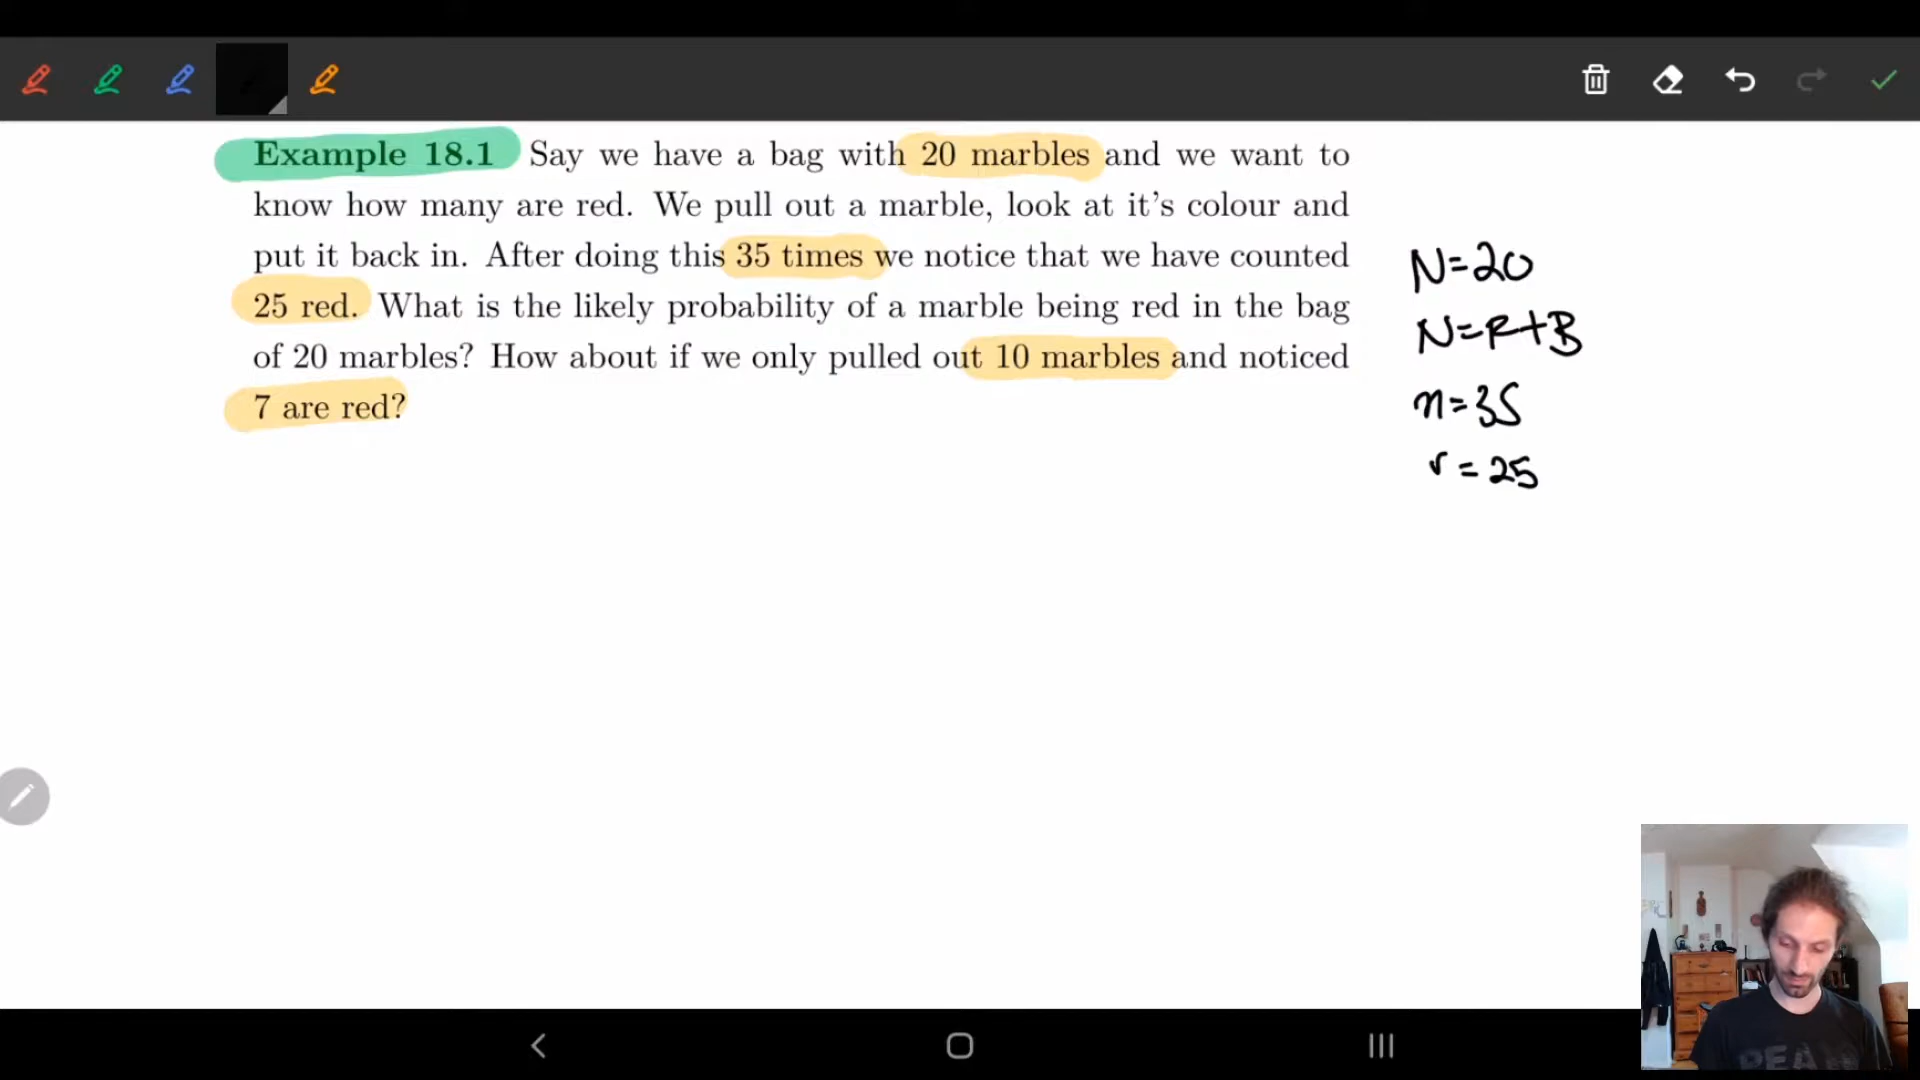 Example 18.1 Say we have a bag with 20 marbles and we want to
know how many are red. We pull out a marble, look at it's colour and
put it back in. After doing this 35 times we notice that we have counted
25 red. What is the likely probability of a marble being red in the bag
of 20 marbles? How about if we only pulled out 10 marbles and noticed
7 are red?
N=20
N=R+B
n=35
r=25